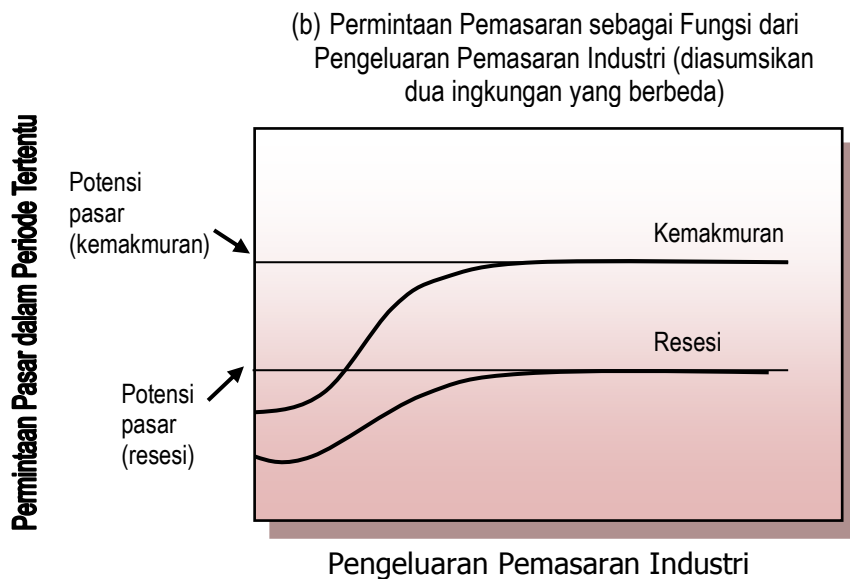 (b) Permintaan Pemasaran sebagai Fungsi dari
Pengeluaran Pemasaran Industri (diasumsikan
dua ingkungan yang berbeda)
Permintaan Pasar dalam Periode Tertentu
Potensi
pasar
(kemakmuran)
Kemakmuran
Resesi
Potensi
pasar
(resesi)
Pengeluaran Pemasaran Industri